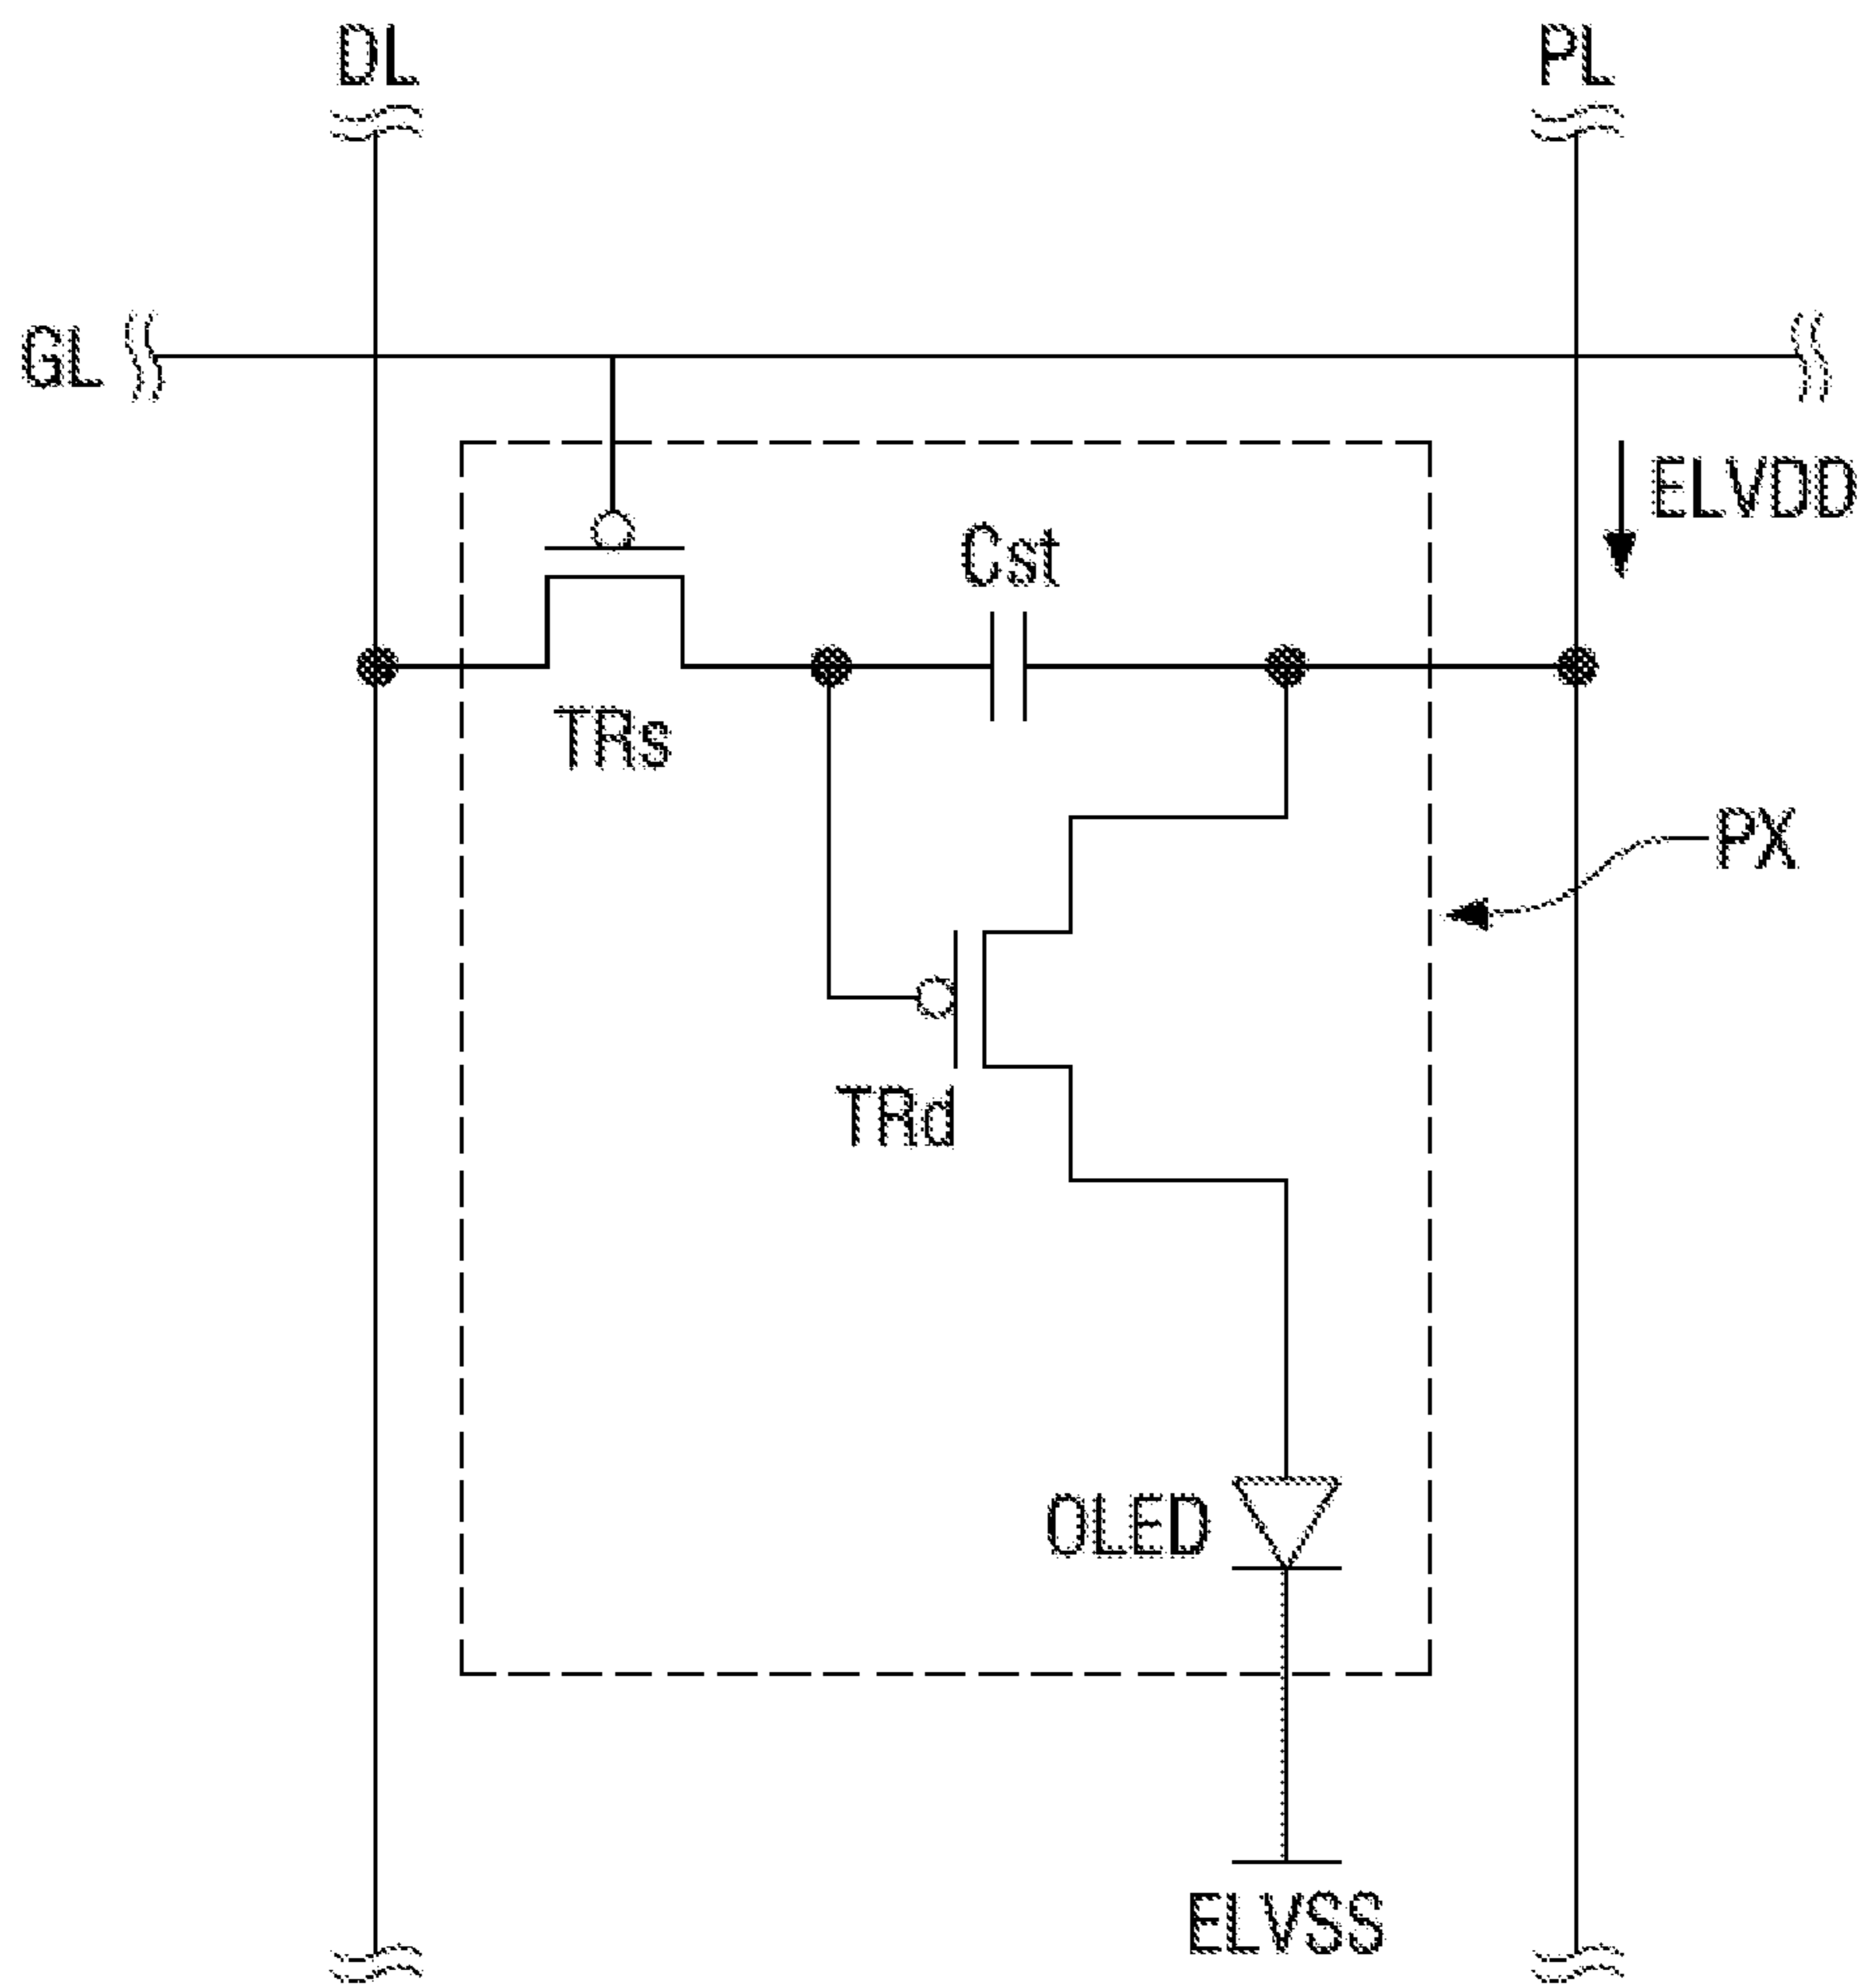 DL
PL
GL
ELVDD
Cst
TRs
PX
TRd
OLED
ELVSS